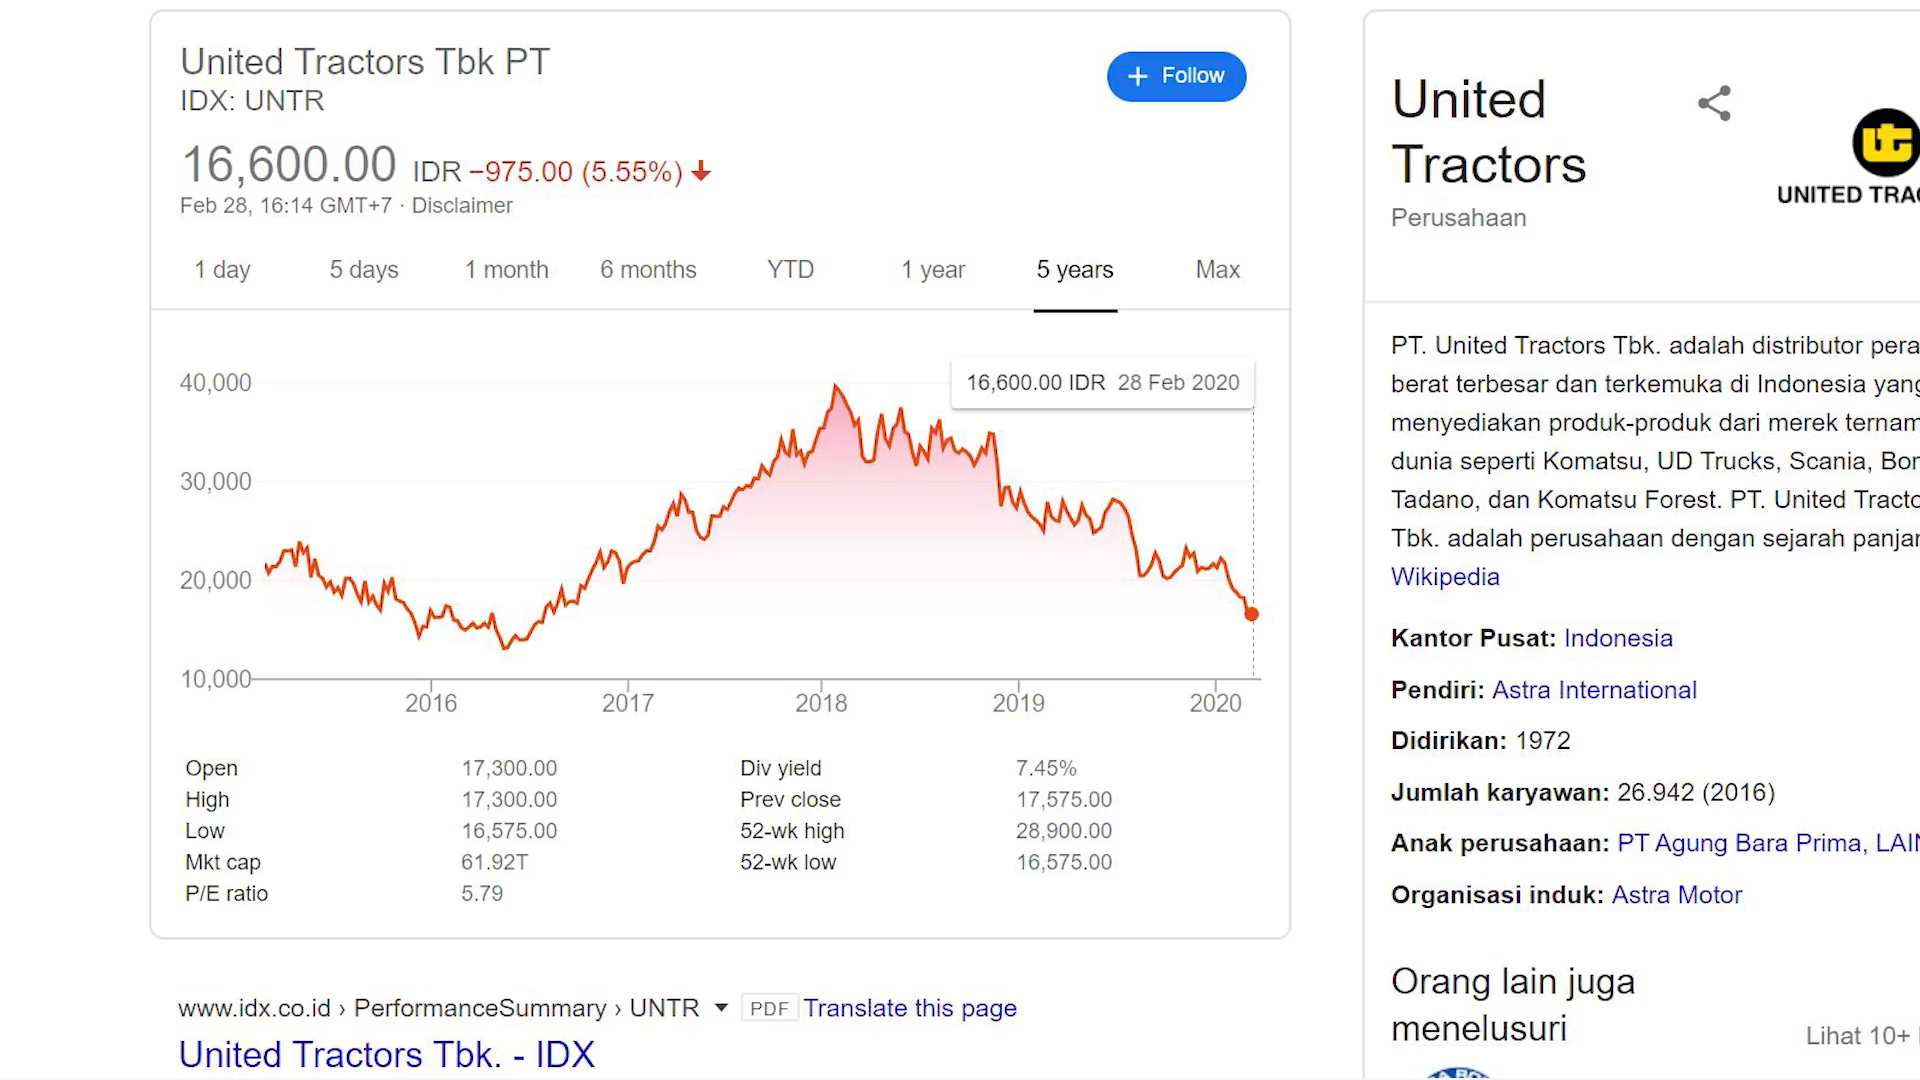 United Tractors Tbk PT
IDX: UNTR
+ Follow
16,600.00 IDR −975.00 (5.55%)
Feb 28, 16:14 GMT+7 · Disclaimer
1 day 5 days 1 month 6 months YTD 1 year 5 years Max
16,600.00 IDR 28 Feb 2020
40,000
30,000
20,000
10,000
2016 2017 2018 2019 2020
Open 17,300.00 Div yield 7.45%
High 17,300.00 Prev close 17,575.00
Low 16,575.00 52-wk high 28,900.00
Mkt cap 61.92T 52-wk low 16,575.00
P/E ratio 5.79
www.idx.co.id › PerformanceSummary › UNTR PDF Translate this page
United Tractors Tbk. - IDX
United
Tractors
Perusahaan
ut
UNITED
PT. United Tractors Tbk. adalah distributor
berat terbesar dan terkemuka di Indonesia
menyediakan produk-produk dari merek
dunia seperti Komatsu, UD Trucks, Scania,
Tadano, dan Komatsu Forest. PT. United
Tbk. adalah perusahaan dengan sejarah
Wikipedia
Kantor Pusat: Indonesia
Pendiri: Astra International
Didirikan: 1972
Jumlah karyawan: 26.942 (2016)
Anak perusahaan: PT Agung Bara Prima,
Organisasi induk: Astra Motor
Orang lain juga
menelusuri
Lihat 10+